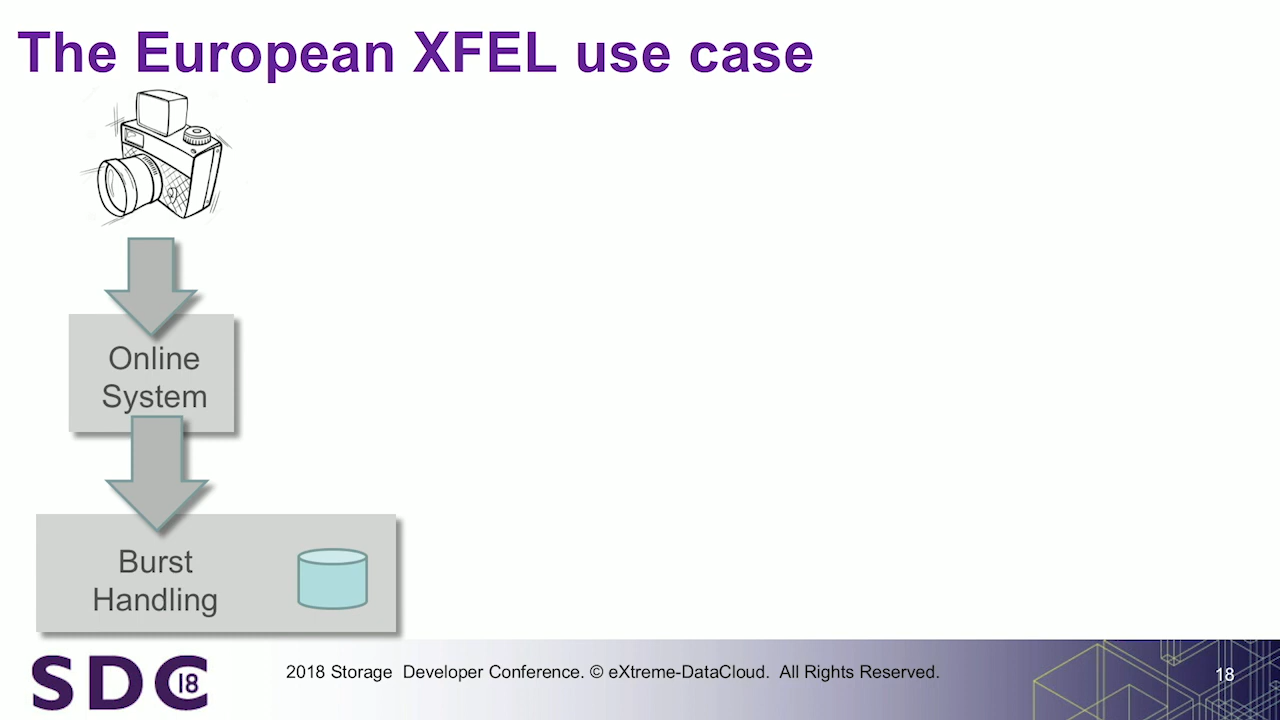 The European XFEL use case
Online
System
Burst
Handling
SDC 18
2018 Storage Developer Conference. © eXtreme-DataCloud. All Rights Reserved.
18